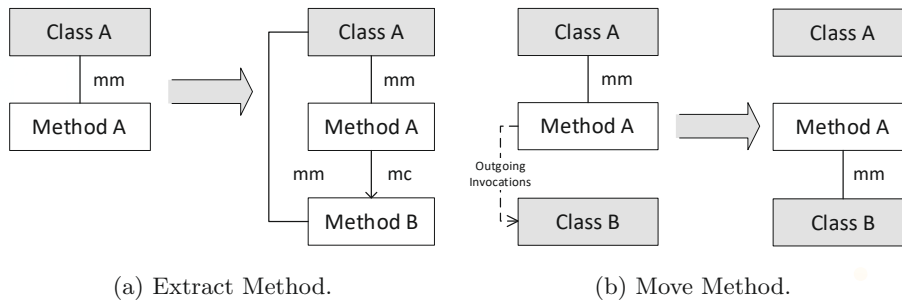 Class A
mm
Method A
Class A
mm
Method A
mm
mc
Method B
(a) Extract Method.
Class A
mm
Method A
Outgoing
Invocations
Class B
Class A
Method A
mm
Class B
(b) Move Method.